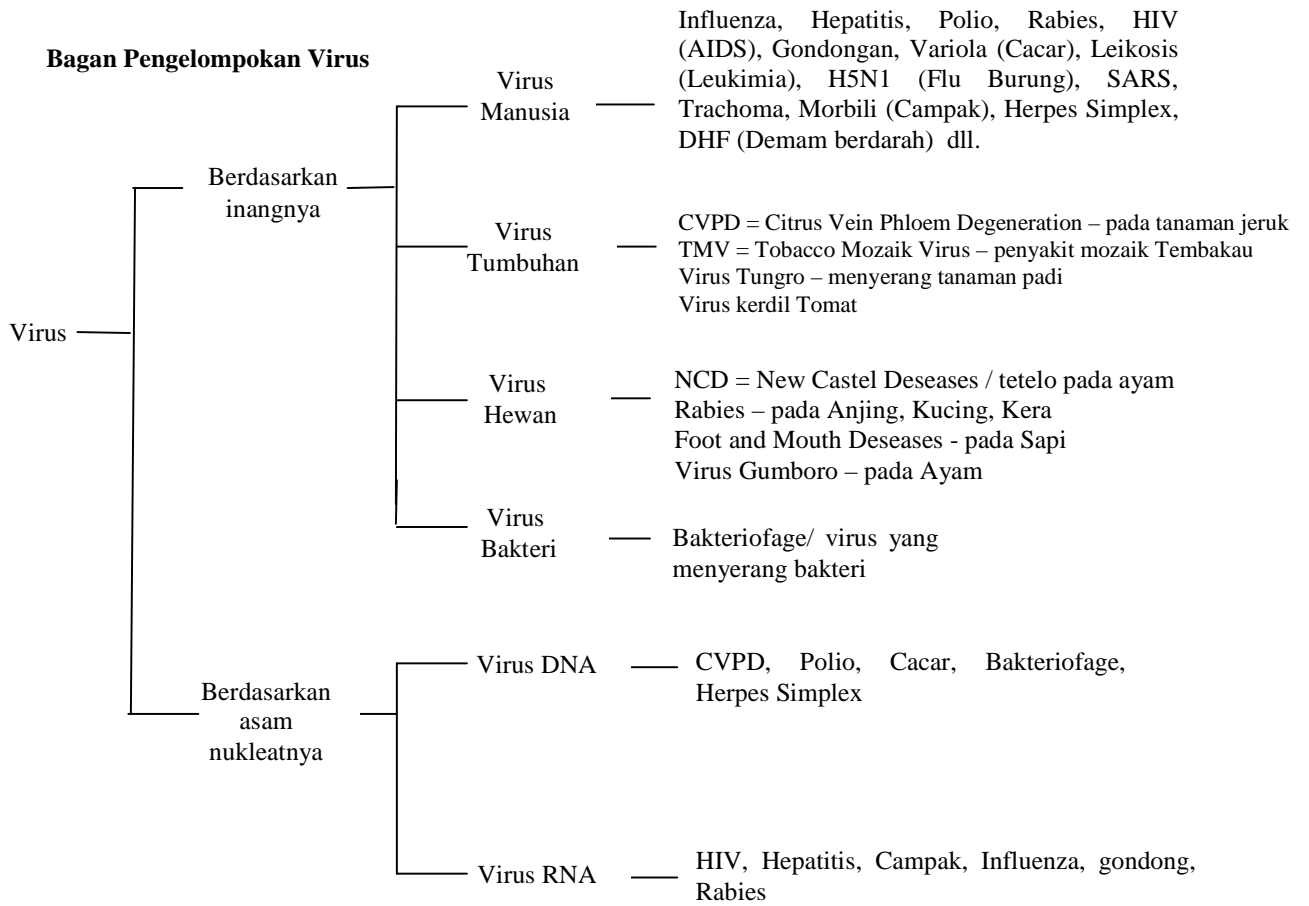 Bagan Pengelompokan Virus
Virus
Berdasarkan
inangnya
Virus
Manusia
Influenza, Hepatitis, Polio, Rabies, HIV
(AIDS), Gondongan, Variola (Cacar), Leikosis
(Leukimia), H5N1 (Flu Burung), SARS,
Trachoma, Morbili (Campak), Herpes Simplex,
DHF (Demam berdarah) dll.
Virus
Tumbuhan
CVPD = Citrus Vein Phloem Degeneration – pada tanaman jeruk
TMV = Tobacco Mozaik Virus – penyakit mozaik Tembakau
Virus Tungro – menyerang tanaman padi
Virus kerdil Tomat
Virus
Hewan
NCD = New Castel Deseases / tetelo pada ayam
Rabies – pada Anjing, Kucing, Kera
Foot and Mouth Deseases - pada Sapi
Virus Gumboro – pada Ayam
Virus
Bakteri
Bakteriofage/ virus yang
menyerang bakteri
Berdasarkan
asam
nukleatnya
Virus DNA
CVPD, Polio, Cacar, Bakteriofage,
Herpes Simplex
Virus RNA
HIV, Hepatitis, Campak, Influenza, gondong,
Rabies